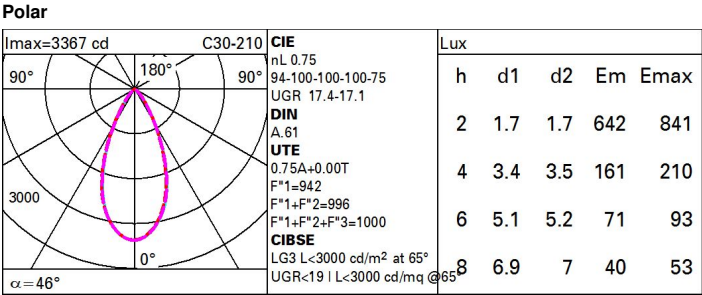 Polar
Imax=3367 cd C30-210
90° 180° 90°
3000
0°
α=46°
CIE
nL 0.75
94-100-100-100-75
UGR 17.4-17.1
DIN
A.61
UTE
0.75A+0.00T
F"1=942
F"1+F"2=996
F"1+F"2+F"3=1000
CIBSE
LG3 L<3000 cd/m² at 65°
UGR<19 | L<3000 cd/mq @65°
Lux
h d1 d2 Em Emax
2 1.7 1.7 642 841
4 3.4 3.5 161 210
6 5.1 5.2 71 93
8 6.9 7 40 53